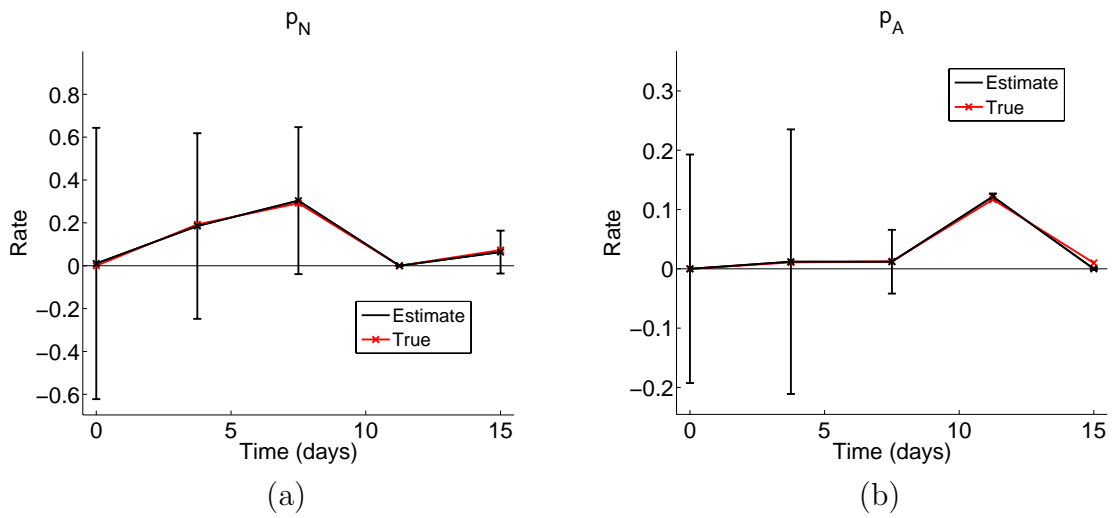 p_N
Rate
0.8
0.6
0.4
0.2
0
−0.2
−0.4
−0.6
0 5 10 15
Time (days)
Estimate
True
(a)
p_A
Rate
0.3
0.2
0.1
0
−0.1
−0.2
0 5 10 15
Time (days)
Estimate
True
(b)